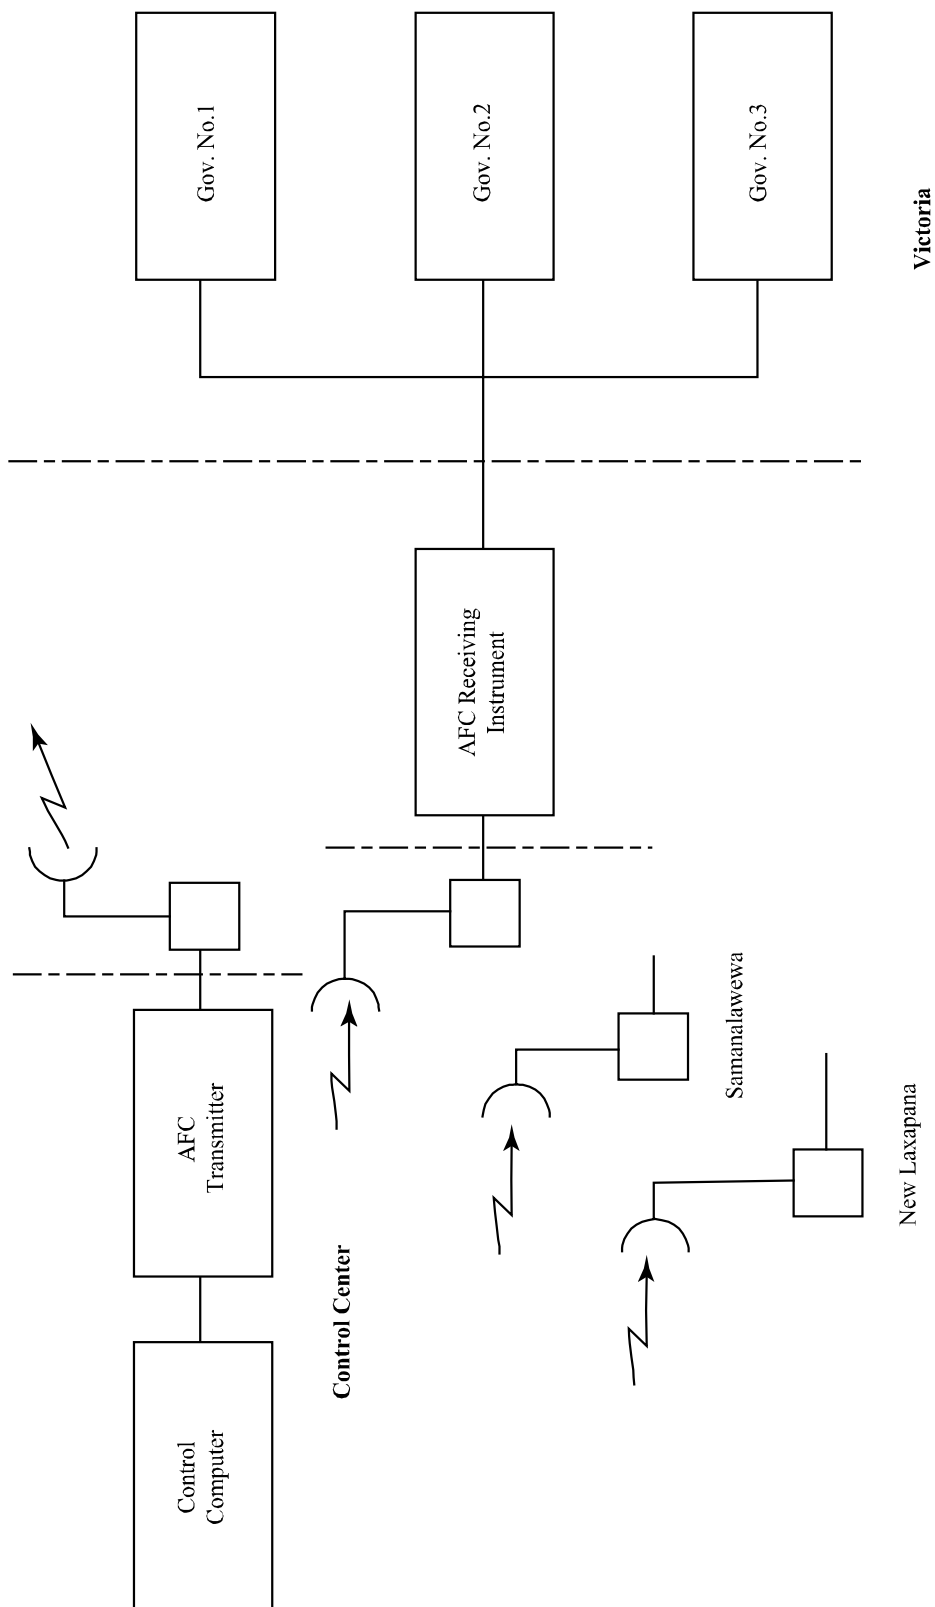 Control
Computer
AFC
Transmitter
Control Center
AFC Receiving
Instrument
Gov. No.1
Gov. No.2
Gov. No.3
Victoria
Samanalawewa
New Laxapana